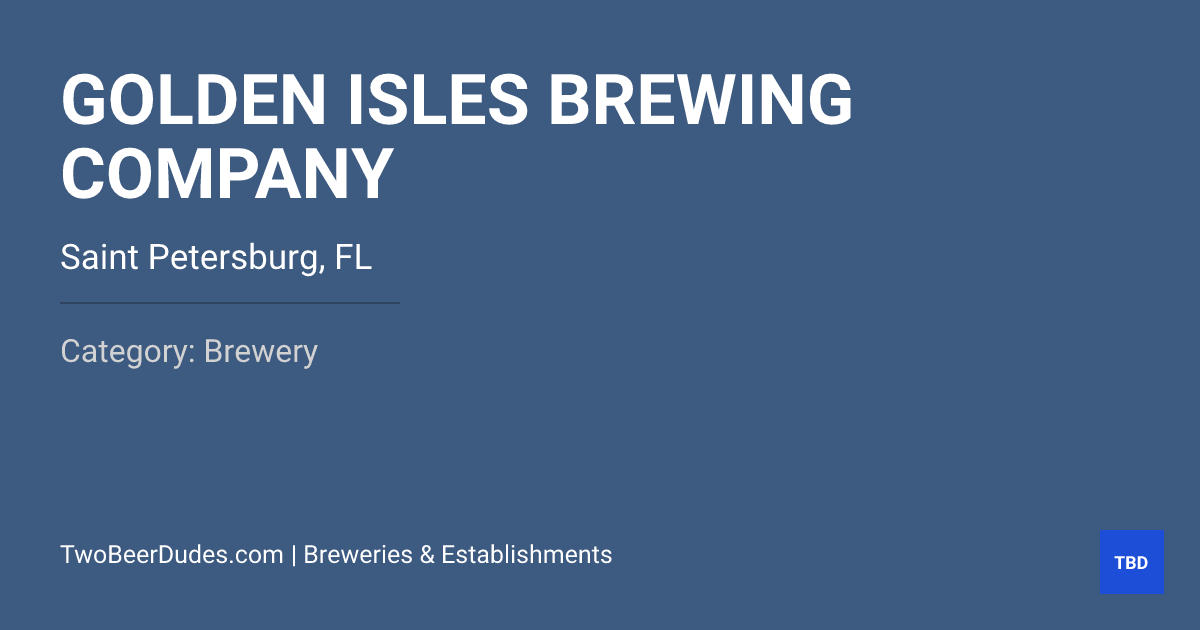 GOLDEN ISLES BREWING
COMPANY
Saint Petersburg, FL
Category: Brewery
TwoBeerDudes.com | Breweries & Establishments
TBD